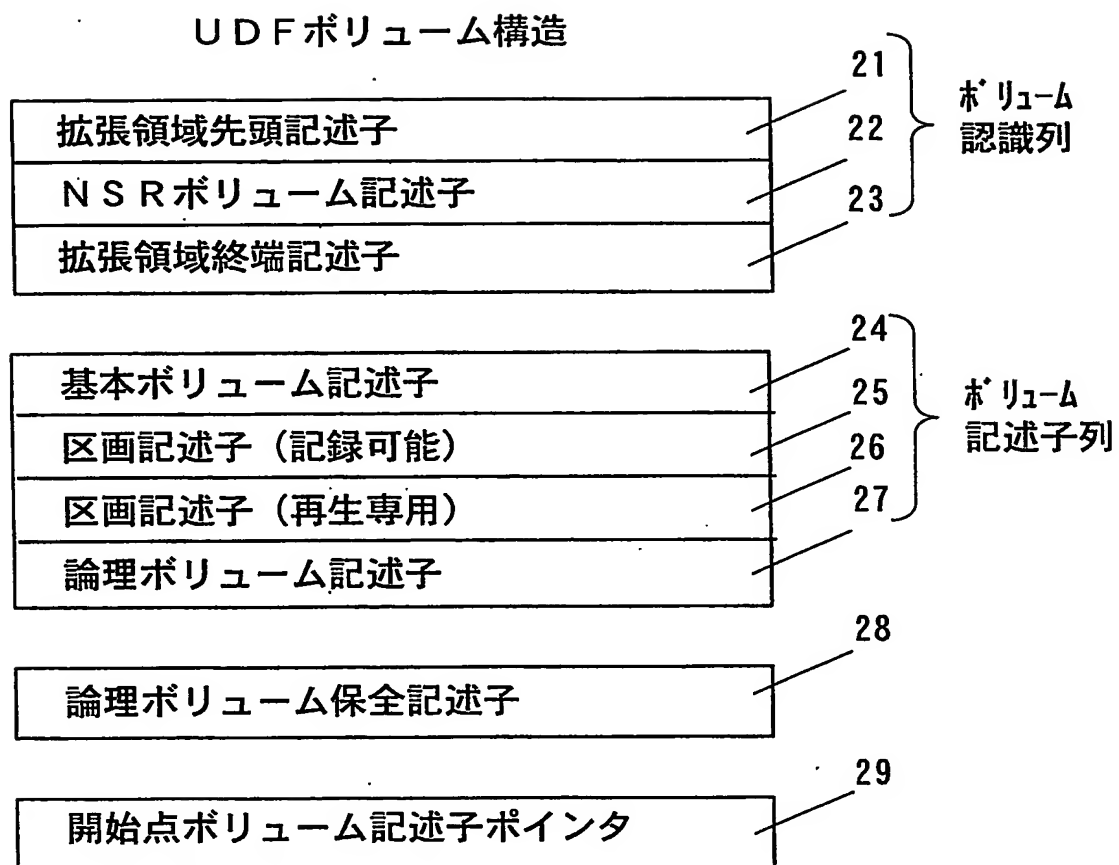 UDFボリューム構造
21
拡張領域先頭記述子
22
NSRボリューム記述子
23
拡張領域終端記述子
ボリューム
認識列
24
基本ボリューム記述子
25
区画記述子（記録可能）
26
区画記述子（再生専用）
27
論理ボリューム記述子
ボリューム
記述子列
28
論理ボリューム保全記述子
29
開始点ボリューム記述子ポインタ